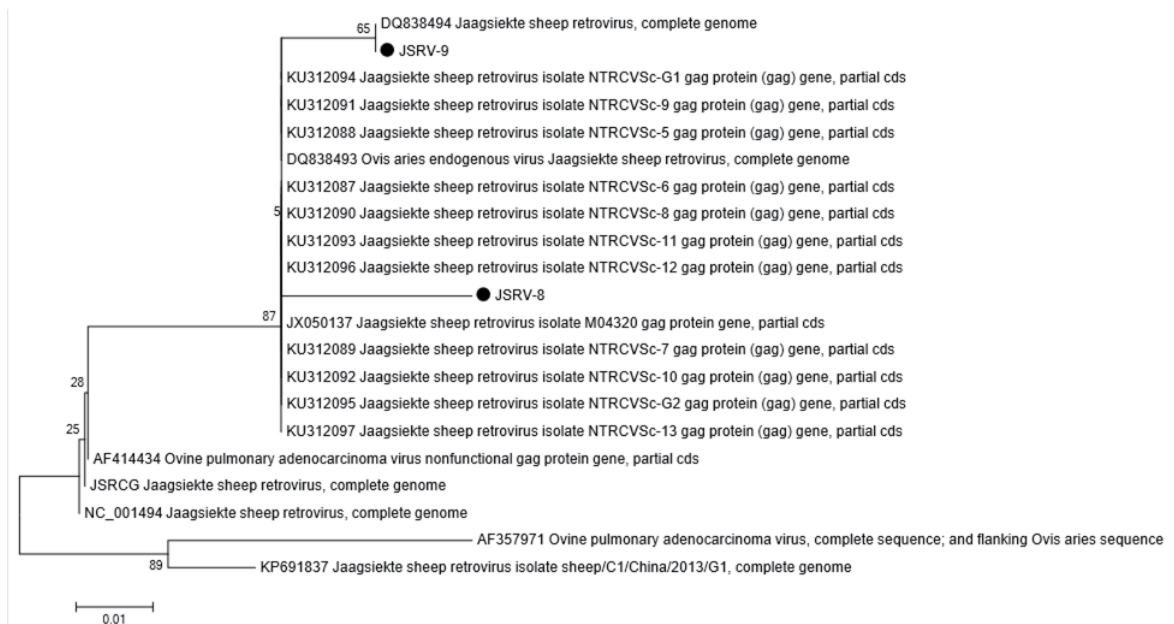 65
DQ838494 Jaagsiekte sheep retrovirus, complete genome
JSRV-9
KU312094 Jaagsiekte sheep retrovirus isolate NTRCVSc-G1 gag protein (gag) gene, partial cds
KU312091 Jaagsiekte sheep retrovirus isolate NTRCVSc-9 gag protein (gag) gene, partial cds
KU312088 Jaagsiekte sheep retrovirus isolate NTRCVSc-5 gag protein (gag) gene, partial cds
DQ838493 Ovis aries endogenous virus Jaagsiekte sheep retrovirus, complete genome
KU312087 Jaagsiekte sheep retrovirus isolate NTRCVSc-6 gag protein (gag) gene, partial cds
5
KU312090 Jaagsiekte sheep retrovirus isolate NTRCVSc-8 gag protein (gag) gene, partial cds
KU312093 Jaagsiekte sheep retrovirus isolate NTRCVSc-11 gag protein (gag) gene, partial cds
KU312096 Jaagsiekte sheep retrovirus isolate NTRCVSc-12 gag protein (gag) gene, partial cds
JSRV-8
87
JX050137 Jaagsiekte sheep retrovirus isolate M04320 gag protein gene, partial cds
KU312089 Jaagsiekte sheep retrovirus isolate NTRCVSc-7 gag protein (gag) gene, partial cds
KU312092 Jaagsiekte sheep retrovirus isolate NTRCVSc-10 gag protein (gag) gene, partial cds
28
KU312095 Jaagsiekte sheep retrovirus isolate NTRCVSc-G2 gag protein (gag) gene, partial cds
25
KU312097 Jaagsiekte sheep retrovirus isolate NTRCVSc-13 gag protein (gag) gene, partial cds
AF414434 Ovine pulmonary adenocarcinoma virus nonfunctional gag protein gene, partial cds
JSRCG Jaagsiekte sheep retrovirus, complete genome
NC_001494 Jaagsiekte sheep retrovirus, complete genome
AF357971 Ovine pulmonary adenocarcinoma virus, complete sequence; and flanking Ovis aries sequence
89
KP691837 Jaagsiekte sheep retrovirus isolate sheep/C1/China/2013/G1, complete genome
0.01